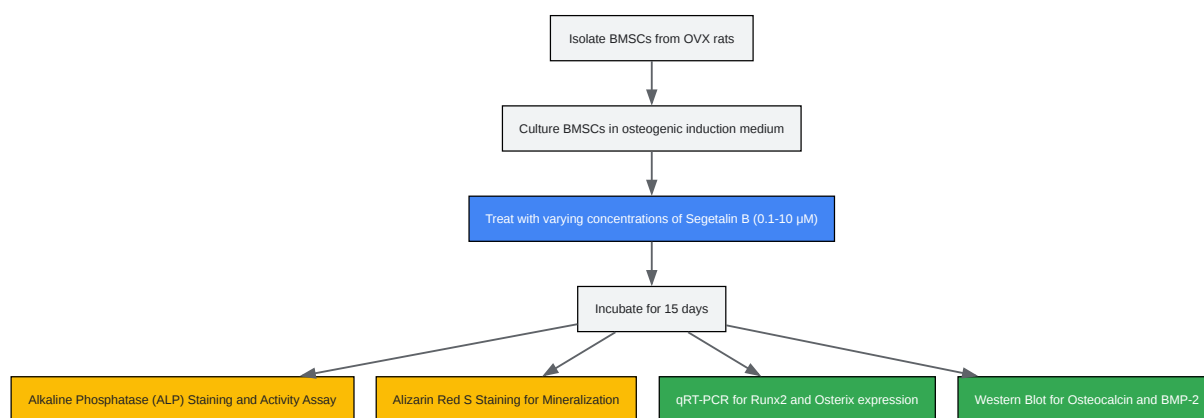 Isolate BMSCs from OVX rats
Culture BMSCs in osteogenic induction medium
Treat with varying concentrations of Segetalin B (0.1-10 μM)
Incubate for 15 days
Alkaline Phosphatase (ALP) Staining and Activity Assay
Alizarin Red S Staining for Mineralization
qRT-PCR for Runx2 and Osterix expression
Western Blot for Osteocalcin and BMP-2